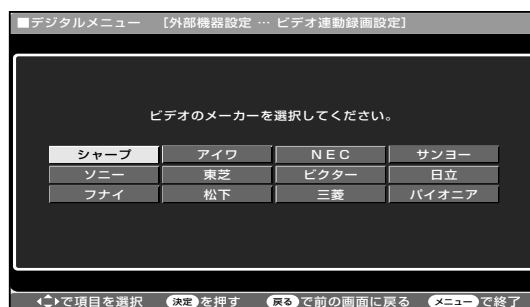 ■デジタルメニュー [外部機器設定 … ビデオ連動録画設定]
ビデオのメーカーを選択してください。
シャープ アイワ NEC サンヨー
ソニー 東芝 ビクター 日立
フナイ 松下 三菱 パイオニア
で項目を選択 決定を押す 戻るで前の画面に戻る メニューで終了